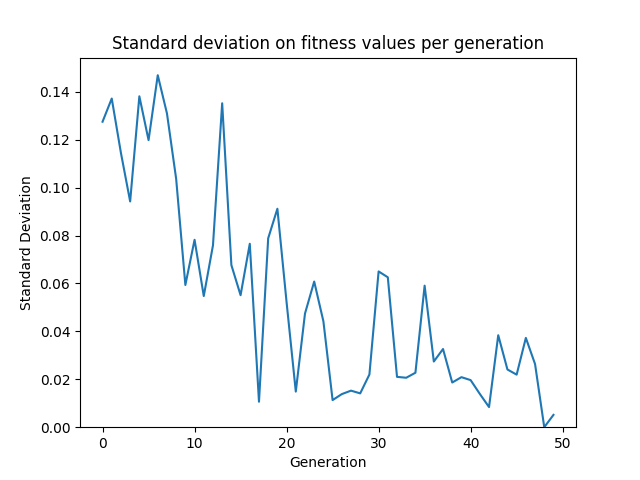 Standard deviation on fitness values per generation
0.14
0.12
0.10
0.08
0.06
0.04
0.02
0.00
Standard Deviation
0 10 20 30 40 50
Generation